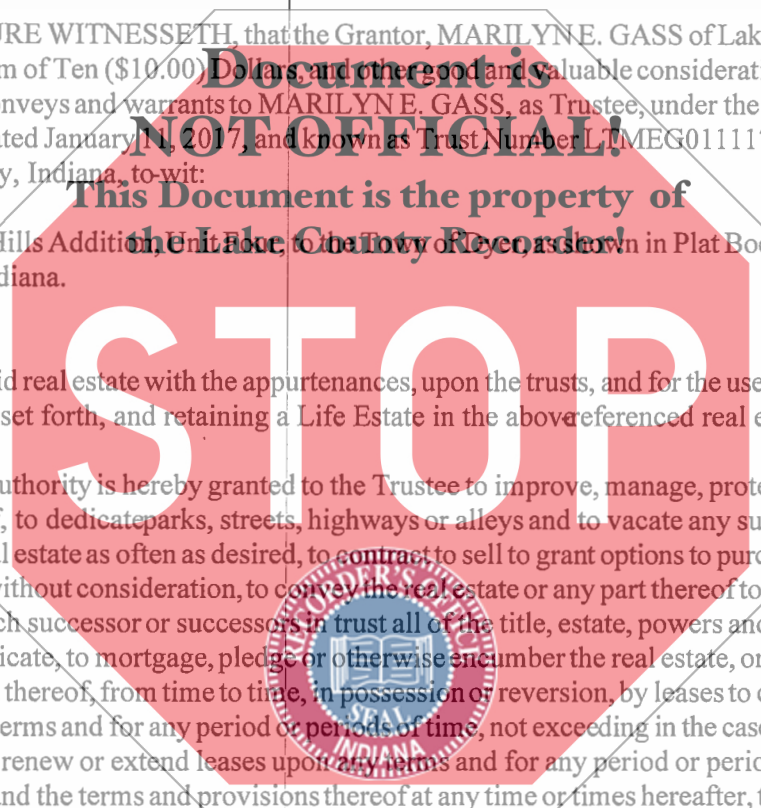 URE WITNESSETH, that the Grantor, MARILYN E. GASS of Lak
m of Ten ($10.00) Dollars, and other good and valuable considerati
Document is
onveys and warrants to MARILYN E. GASS, as Trustee, under the
ated January 11, 2017, and known as Trust Number LTMEG01111
NOT OFFICIAL!
y, Indiana, to-wit:
This Document is the property of
Hills Addition, Unit Four, to the Town of Dyer, as shown in Plat Boo
the Lake County Recorder!
diana.
STOP
id real estate with the appurtenances, upon the trusts, and for the use
set forth, and retaining a Life Estate in the above referenced real e
uthority is hereby granted to the Trustee to improve, manage, prote
, to dedicate parks, streets, highways or alleys and to vacate any su
l estate as often as desired, to contract to sell to grant options to purc
vithout consideration, to convey the real estate or any part thereof to
RECORDER'S OFFICE
ch successor or successors in trust all of the title, estate, powers and
icate, to mortgage, pledge or otherwise encumber the real estate, or
thereof, from time to time, in possession or reversion, by leases to c
SEAL
erms and for any period or periods of time, not exceeding in the case
INDIANA
renew or extend leases upon any terms and for any period or perio
nd the terms and provisions thereof at any time or times hereafter, t